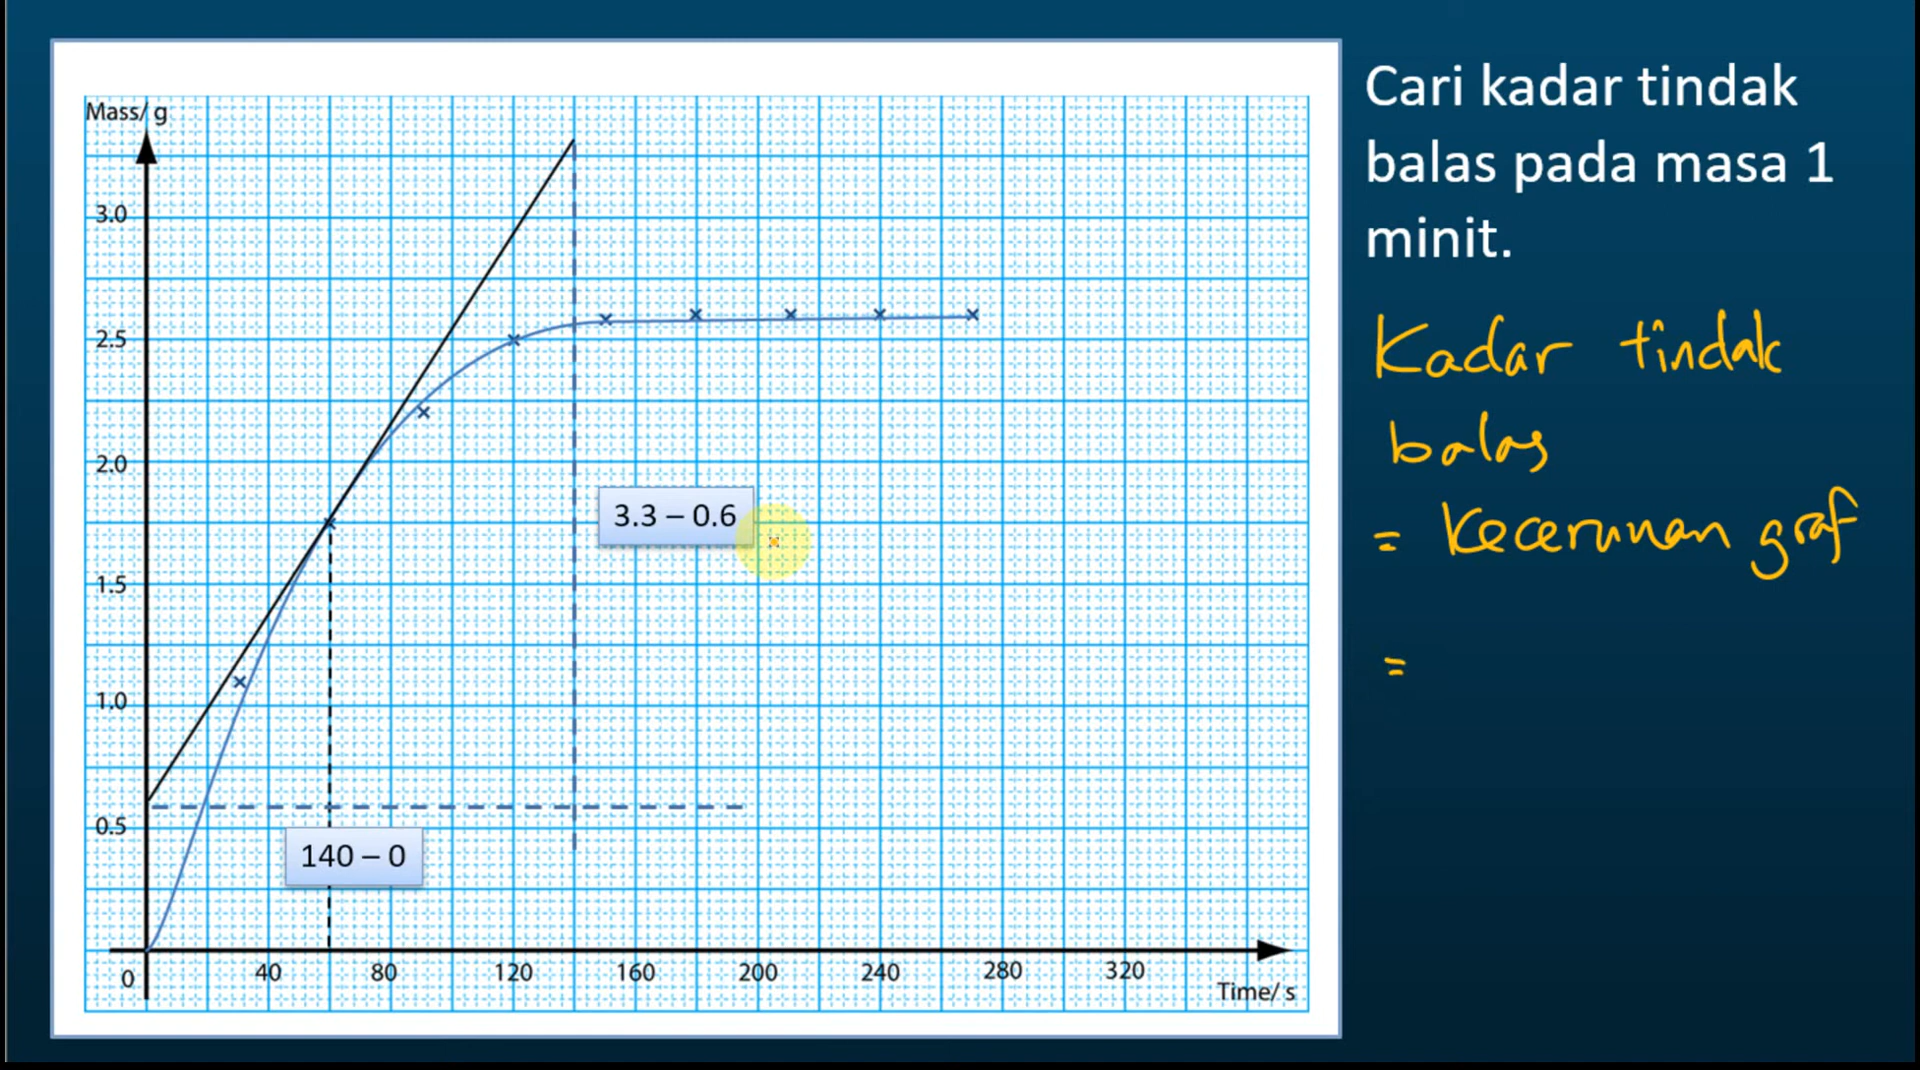 Mass/ g
3.0
2.5
2.0
1.5
1.0
0.5
0
40 80 120 160 200 240 280 320
Time/ s
3.3 – 0.6
140 – 0
Cari kadar tindak
balas pada masa 1
minit.
Kadar tindak
balas
= Kecerunan graf
=